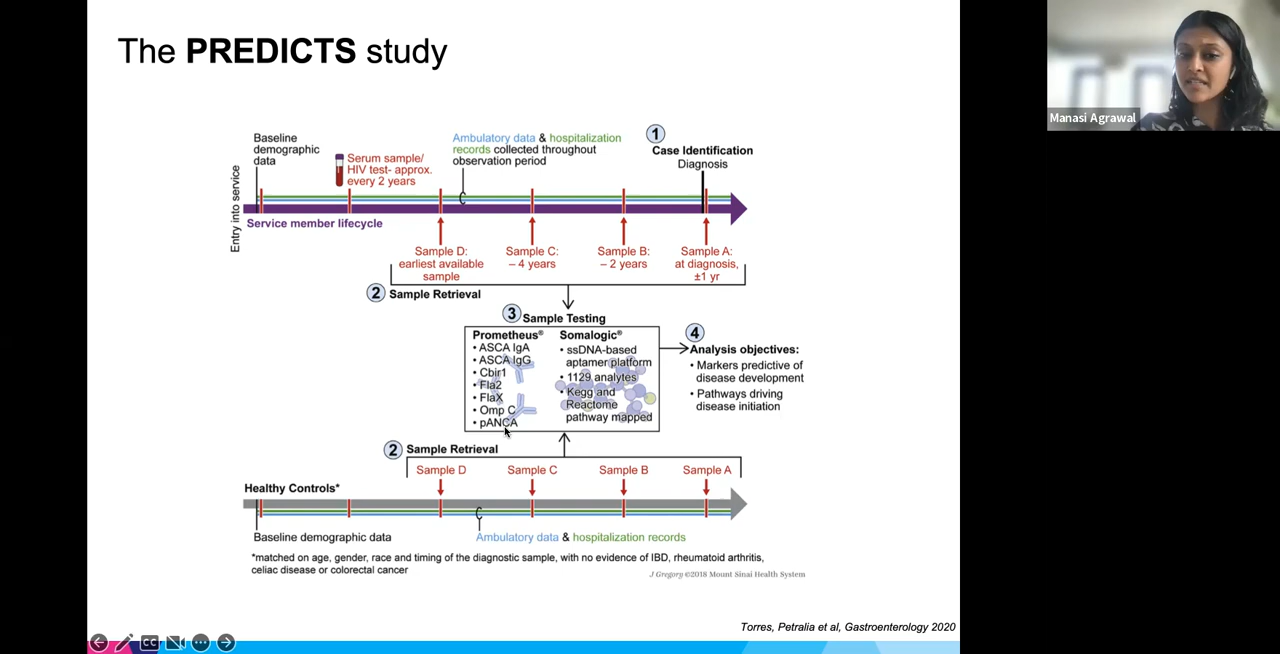 The PREDICTS study
Manasi Agrawal
Baseline
demographic
data
Serum sample/
HIV test- approx.
every 2 years
Ambulatory data & hospitalization
records collected throughout
observation period
1
Case Identification
Diagnosis
Entry into service
Service member lifecycle
Sample D:
earliest available
sample
Sample C:
– 4 years
Sample B:
– 2 years
Sample A:
at diagnosis,
±1 yr
2 Sample Retrieval
3 Sample Testing
Prometheus®
• ASCA IgA
• ASCA IgG
• Cbir1
• Fla2
• FlaX
• Omp C
• pANCA
Somalogic®
• ssDNA-based
aptamer platform
• 1129 analytes
• Kegg and
Reactome
pathway mapped
4
Analysis objectives:
• Markers predictive of
disease development
• Pathways driving
disease initiation
2 Sample Retrieval
Sample D
Sample C
Sample B
Sample A
Healthy Controls*
Baseline demographic data
Ambulatory data & hospitalization records
*matched on age, gender, race and timing of the diagnostic sample, with no evidence of IBD, rheumatoid arthritis,
celiac disease or colorectal cancer
J Gregory ©2018 Mount Sinai Health System
Torres, Petralia et al, Gastroenterology 2020
CC